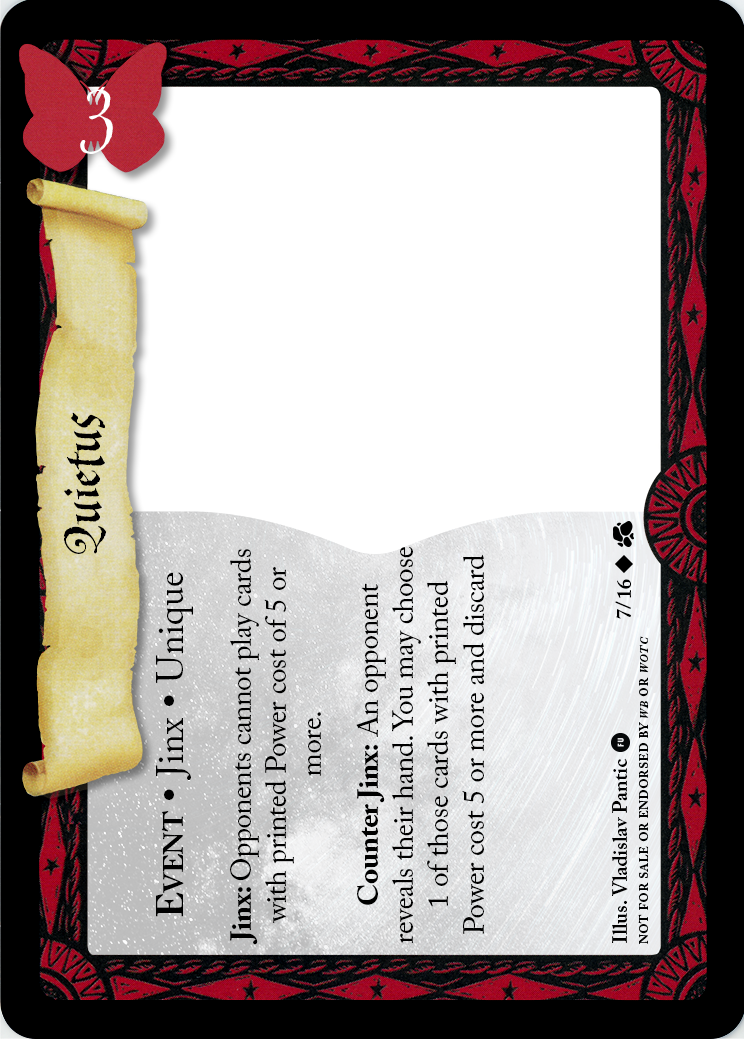 3
Quietus
EVENT • Jinx • Unique
Jinx: Opponents cannot play cards
with printed Power cost of 5 or
more.
Counter Jinx: An opponent
reveals their hand. You may choose
1 of those cards with printed
Power cost 5 or more and discard
Illus. Vladislav Pantic FU
7/16 ◆
NOT FOR SALE OR ENDORSED BY WB OR WOTC